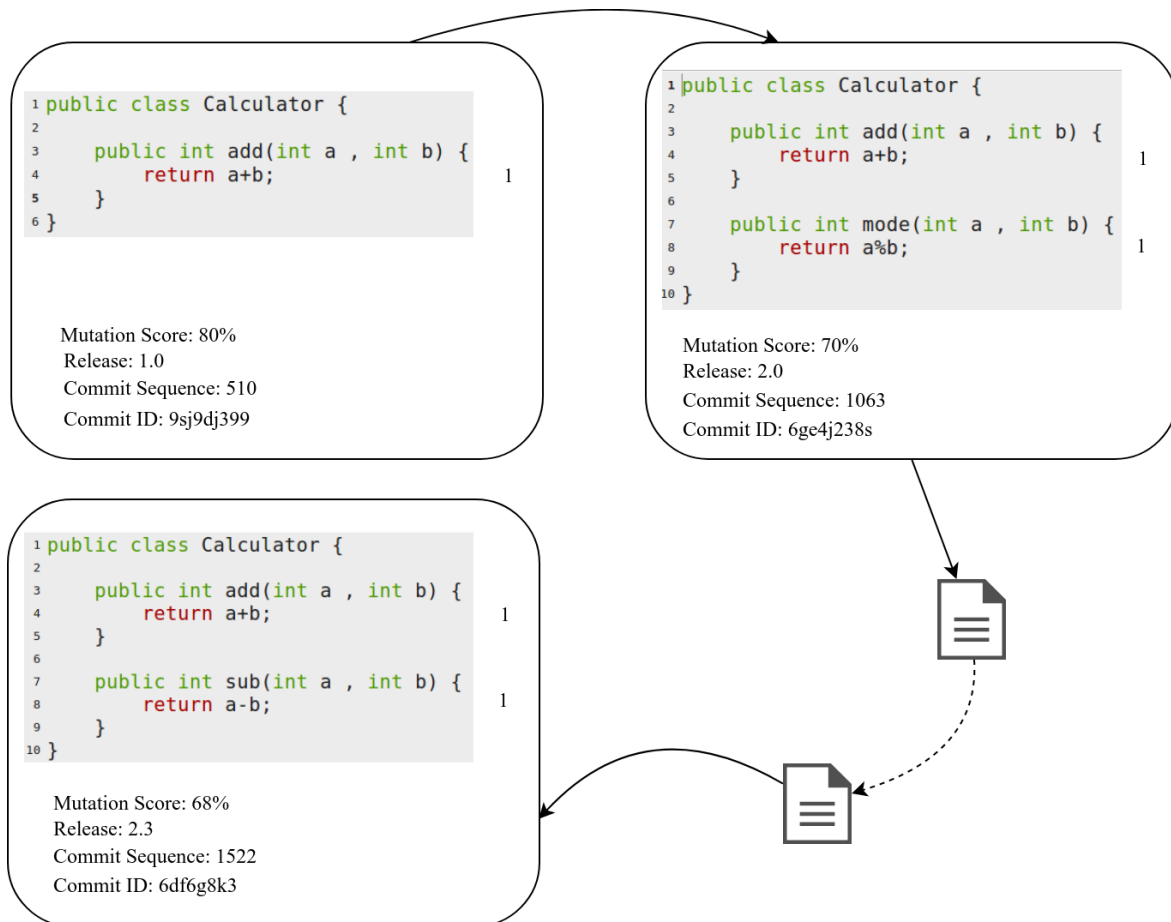 1 public class Calculator {
2
3 public int add(int a , int b) {
4 return a+b;
5 }
6 }
1
Mutation Score: 80%
Release: 1.0
Commit Sequence: 510
Commit ID: 9sj9dj399
1 public class Calculator {
2
3 public int add(int a , int b) {
4 return a+b;
5 }
6
7 public int mode(int a , int b) {
8 return a%b;
9 }
10 }
1
1
Mutation Score: 70%
Release: 2.0
Commit Sequence: 1063
Commit ID: 6ge4j238s
1 public class Calculator {
2
3 public int add(int a , int b) {
4 return a+b;
5 }
6
7 public int sub(int a , int b) {
8 return a-b;
9 }
10 }
1
1
Mutation Score: 68%
Release: 2.3
Commit Sequence: 1522
Commit ID: 6df6g8k3